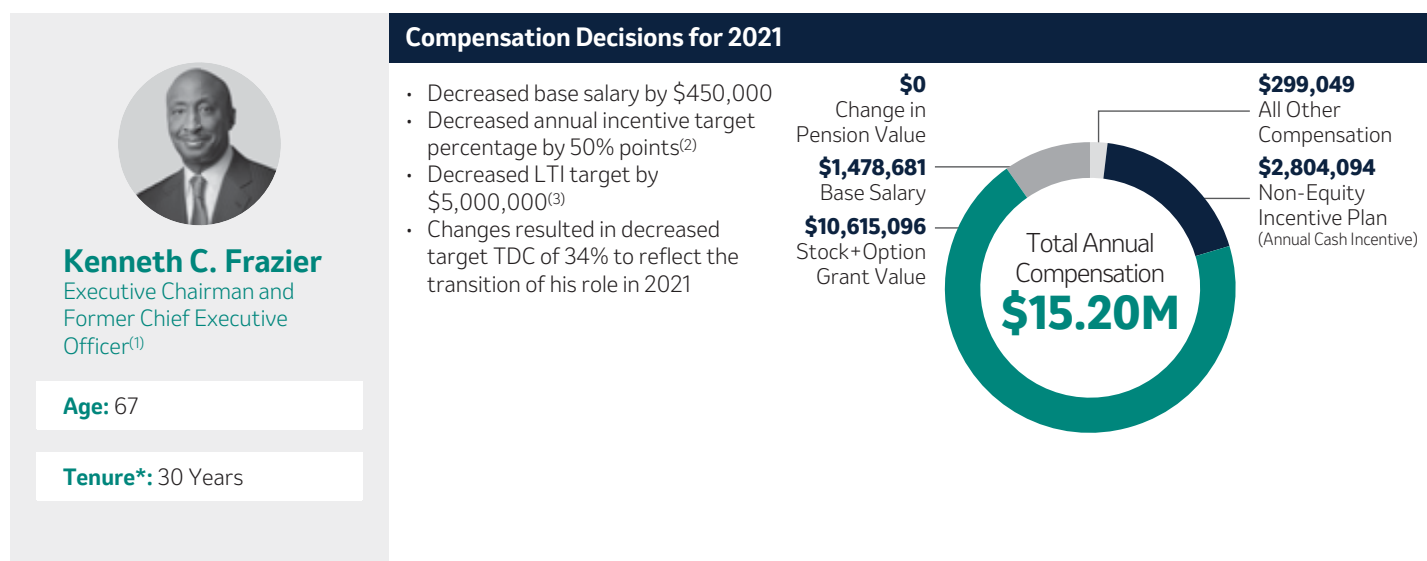 Compensation Decisions for 2021
Kenneth C. Frazier
Executive Chairman and
Former Chief Executive
Officer(1)
Age: 67
Tenure*: 30 Years
• Decreased base salary by $450,000
• Decreased annual incentive target
percentage by 50% points(2)
• Decreased LTI target by
$5,000,000(3)
• Changes resulted in decreased
target TDC of 34% to reflect the
transition of his role in 2021
$0
Change in
Pension Value
$1,478,681
Base Salary
$10,615,096
Stock+Option
Grant Value
Total Annual
Compensation
$15.20M
$299,049
All Other
Compensation
$2,804,094
Non-Equity
Incentive Plan
(Annual Cash Incentive)